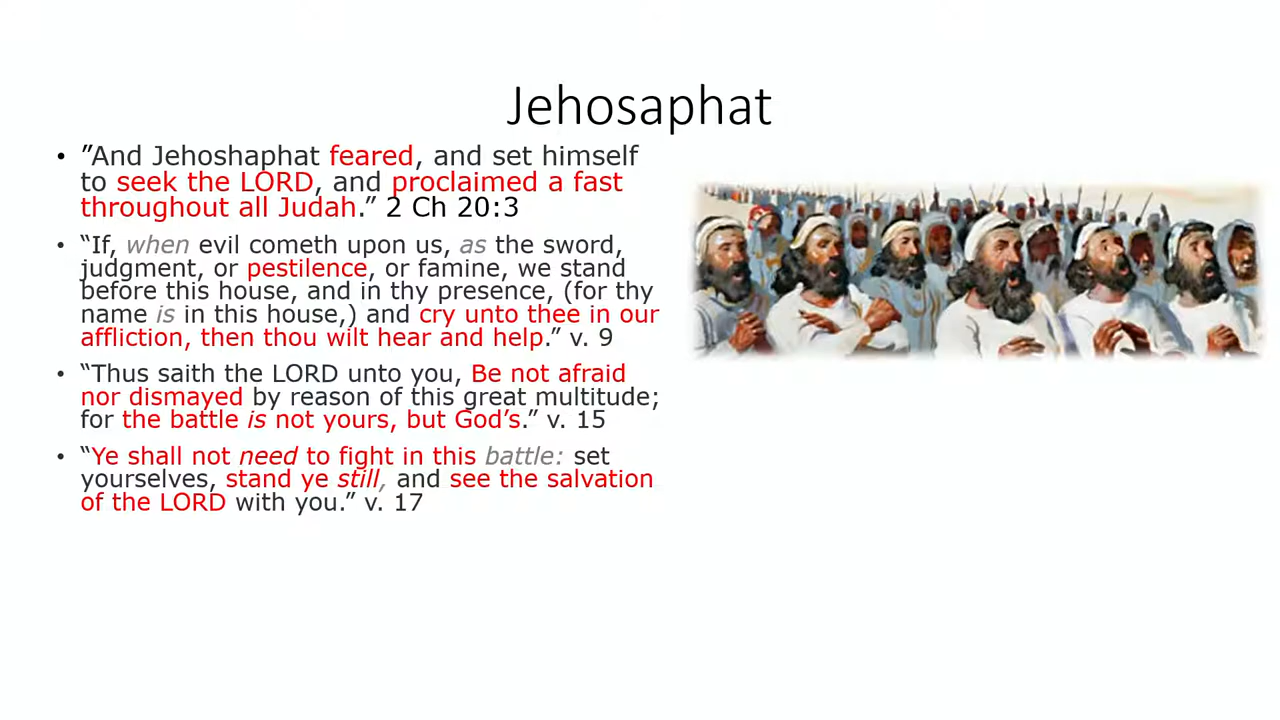 Jehosaphat
• ”And Jehoshaphat feared, and set himself
to seek the LORD, and proclaimed a fast
throughout all Judah.” 2 Ch 20:3
• “If, when evil cometh upon us, as the sword,
judgment, or pestilence, or famine, we stand
before this house, and in thy presence, (for thy
name is in this house,) and cry unto thee in our
affliction, then thou wilt hear and help.” v. 9
• “Thus saith the LORD unto you, Be not afraid
nor dismayed by reason of this great multitude;
for the battle is not yours, but God’s.” v. 15
• “Ye shall not need to fight in this battle: set
yourselves, stand ye still, and see the salvation
of the LORD with you.” v. 17